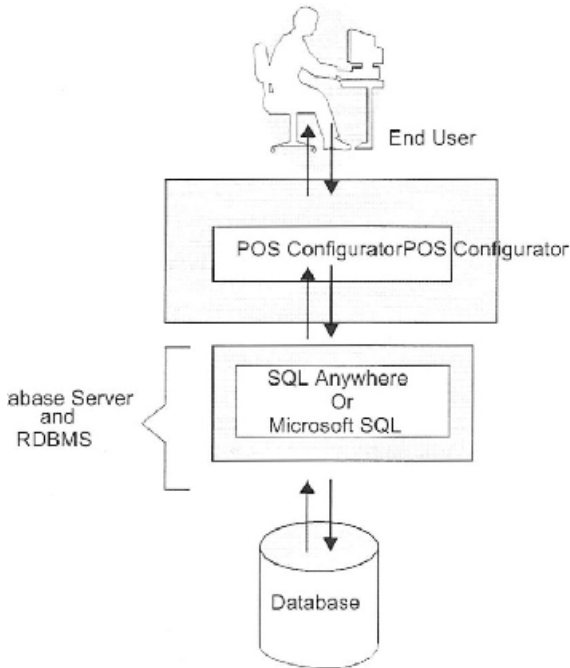 End User
POS ConfiguratorPOS Configurator
SQL Anywhere
Or
Microsoft SQL
abase Server
and
RDBMS
Database